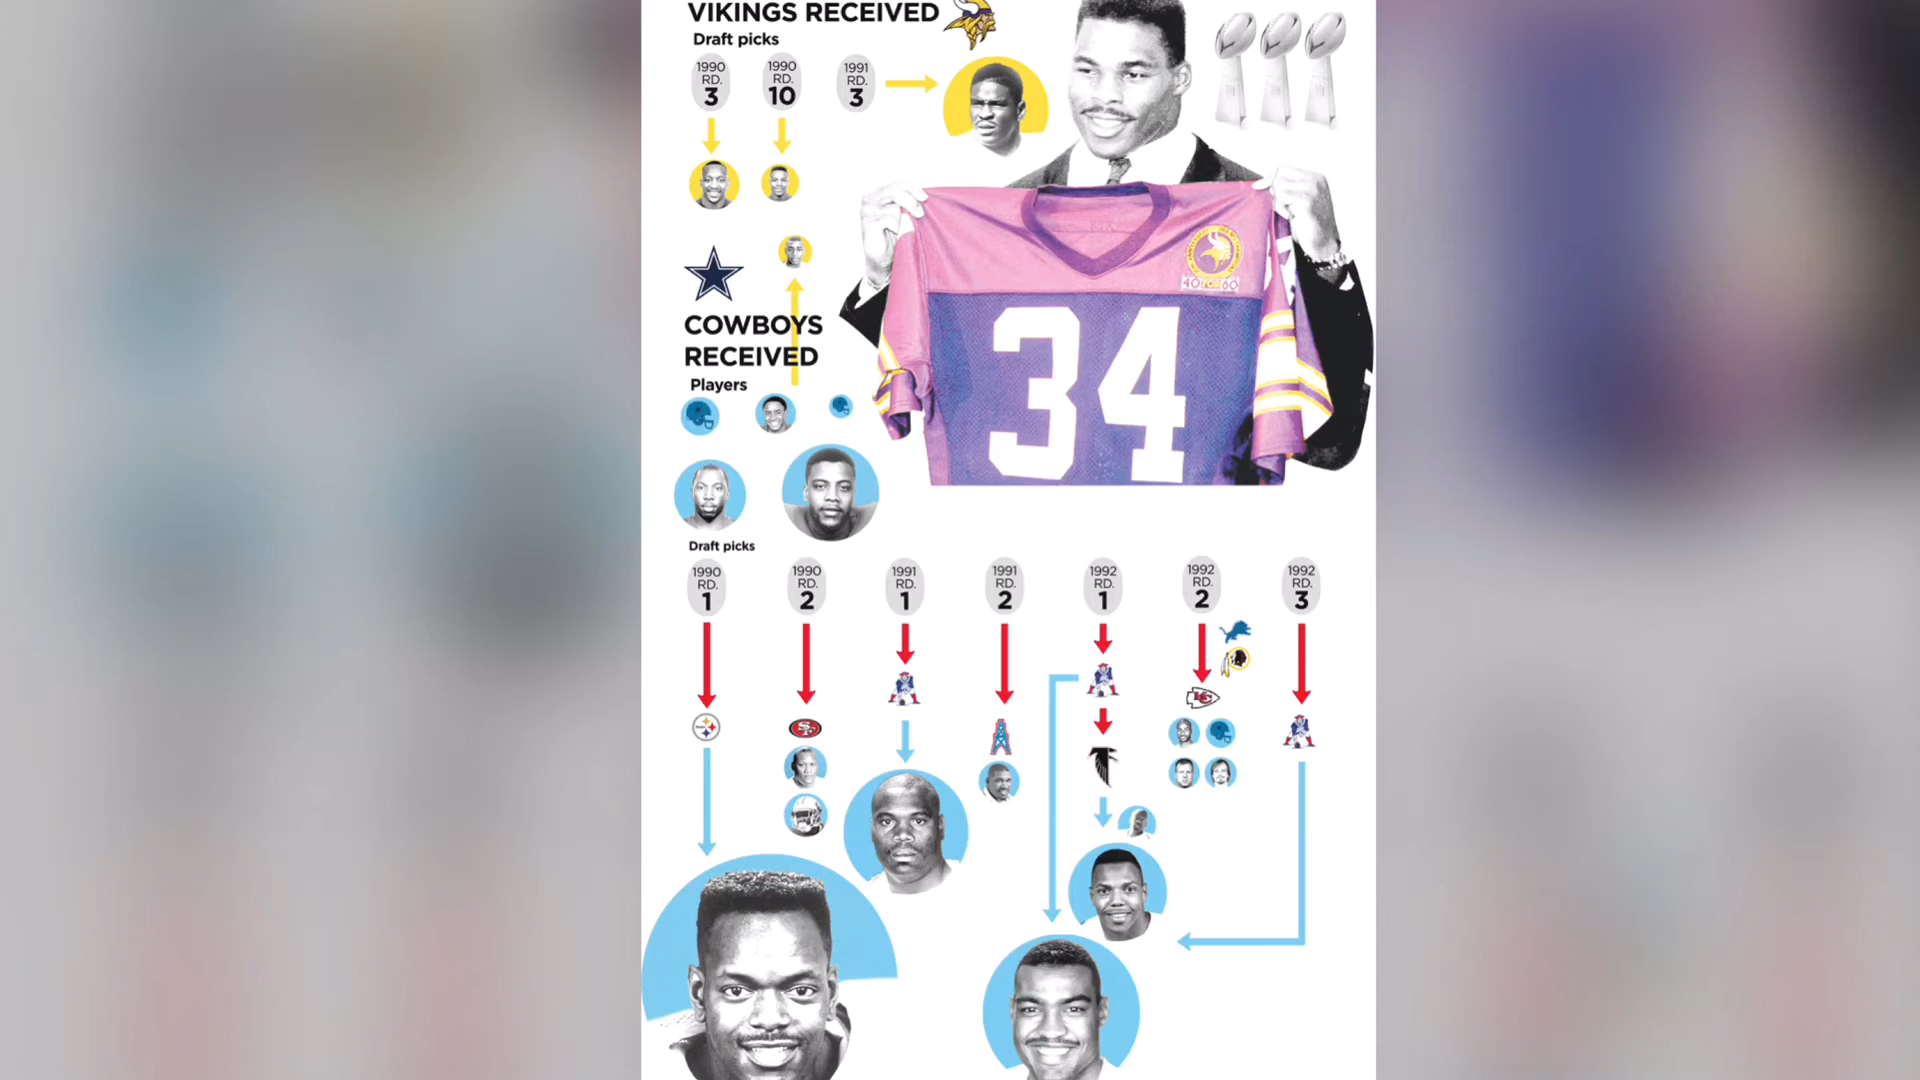 VIKINGS RECEIVED
Draft picks
1990 RD. 3
1990 RD. 10
1991 RD. 3
40 60
34
COWBOYS
RECEIVED
Players
Draft picks
1990 RD. 1
1990 RD. 2
1991 RD. 1
1991 RD. 2
1992 RD. 1
1992 RD. 2
1992 RD. 3